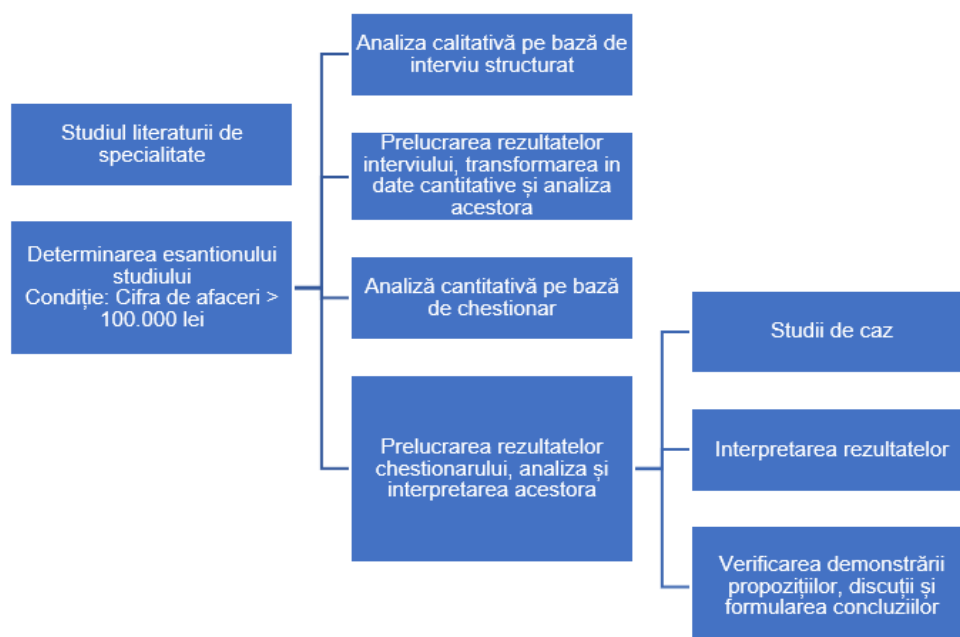 Analiza calitativă pe bază de
interviu structurat
Studiul literaturii de
specialitate
Prelucrarea rezultatelor
interviului, transformarea in
date cantitative și analiza
acestora
Determinarea esantionului
studiului
Condiție: Cifra de afaceri >
100.000 lei
Analiză cantitativă pe bază
de chestionar
Prelucrarea rezultatelor
chestionarului, analiza și
interpretarea acestora
Studii de caz
Interpretarea rezultatelor
Verificarea demonstrării
propozițiilor, discuții și
formularea concluziilor